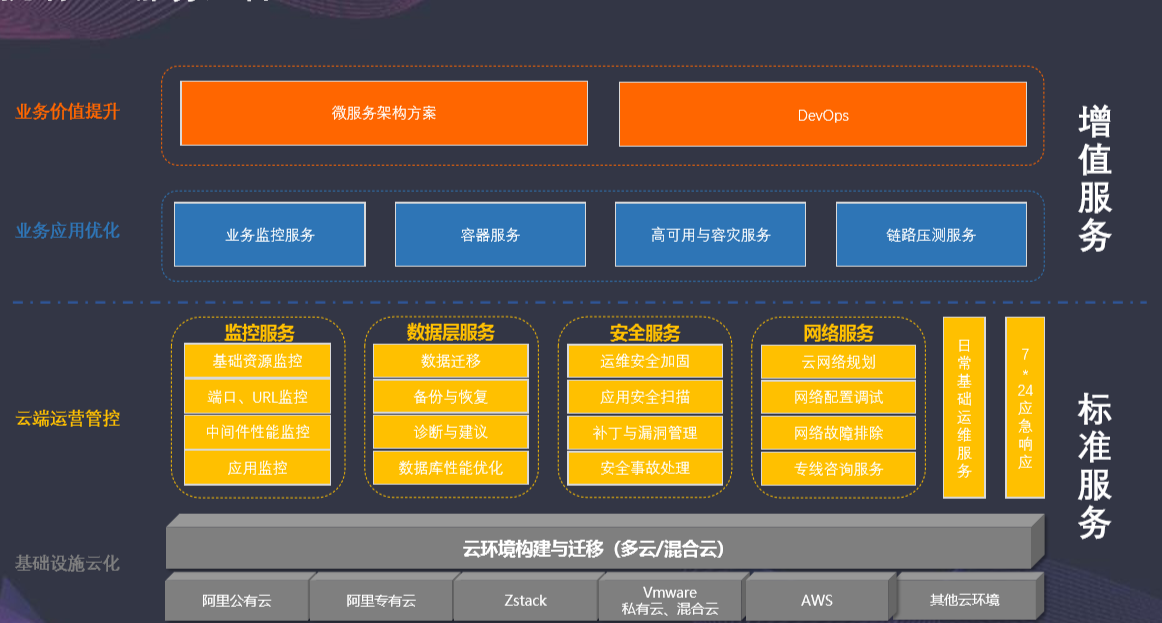 业务价值提升
微服务架构方案
DevOps
增值服务
业务应用优化
业务监控服务
容器服务
高可用与容灾服务
链路压测服务
云端运营管控
监控服务
基础资源监控
端口、URL监控
中间件性能监控
应用监控
数据层服务
数据迁移
备份与恢复
诊断与建议
数据库性能优化
安全服务
运维安全加固
应用安全扫描
补丁与漏洞管理
安全事故处理
网络服务
云网络规划
网络配置调试
网络故障排除
专线咨询服务
日常基础运维服务
7*24应急响应
标准服务
基础设施云化
云环境构建与迁移（多云/混合云）
阿里公有云
阿里专有云
Zstack
Vmware
私有云、混合云
AWS
其他云环境